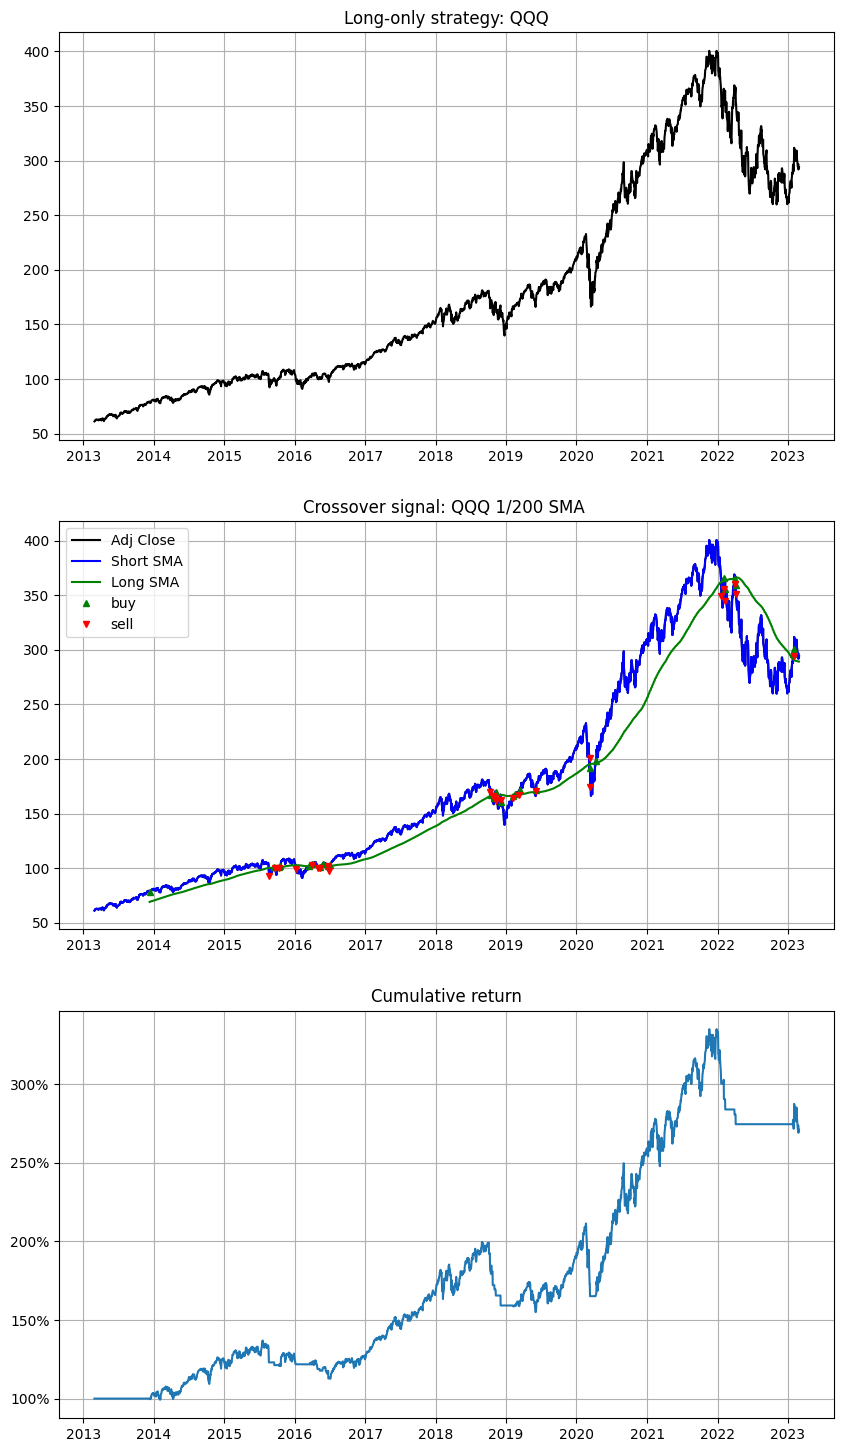 Long-only strategy: QQQ
400
350
300
250
200
150
100
50
2013 2014 2015 2016 2017 2018 2019 2020 2021 2022 2023
Crossover signal: QQQ 1/200 SMA
Adj Close
Short SMA
Long SMA
buy
sell
400
350
300
250
200
150
100
50
2013 2014 2015 2016 2017 2018 2019 2020 2021 2022 2023
Cumulative return
300%
250%
200%
150%
100%
2013 2014 2015 2016 2017 2018 2019 2020 2021 2022 2023